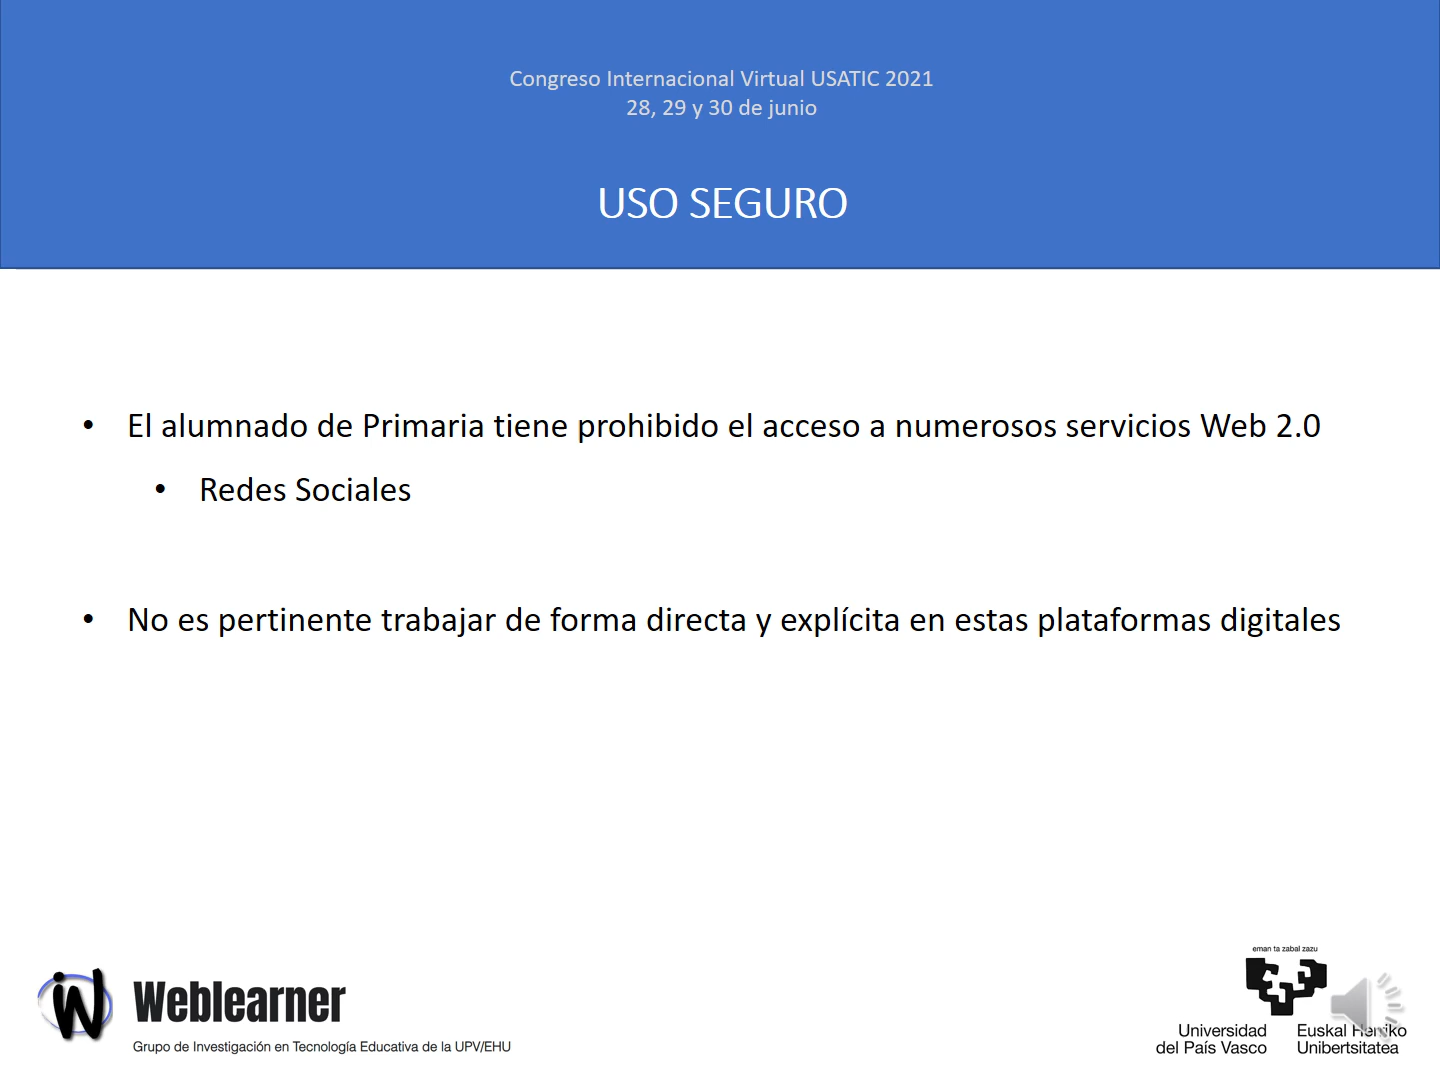 Congreso Internacional Virtual USATIC 2021
28, 29 y 30 de junio
USO SEGURO
• El alumnado de Primaria tiene prohibido el acceso a numerosos servicios Web 2.0
• Redes Sociales
• No es pertinente trabajar de forma directa y explícita en estas plataformas digitales
Weblearner
Grupo de Investigación en Tecnología Educativa de la UPV/EHU
eman ta zabal zazu
Universidad
del País Vasco
Euskal Herriko
Unibertsitatea